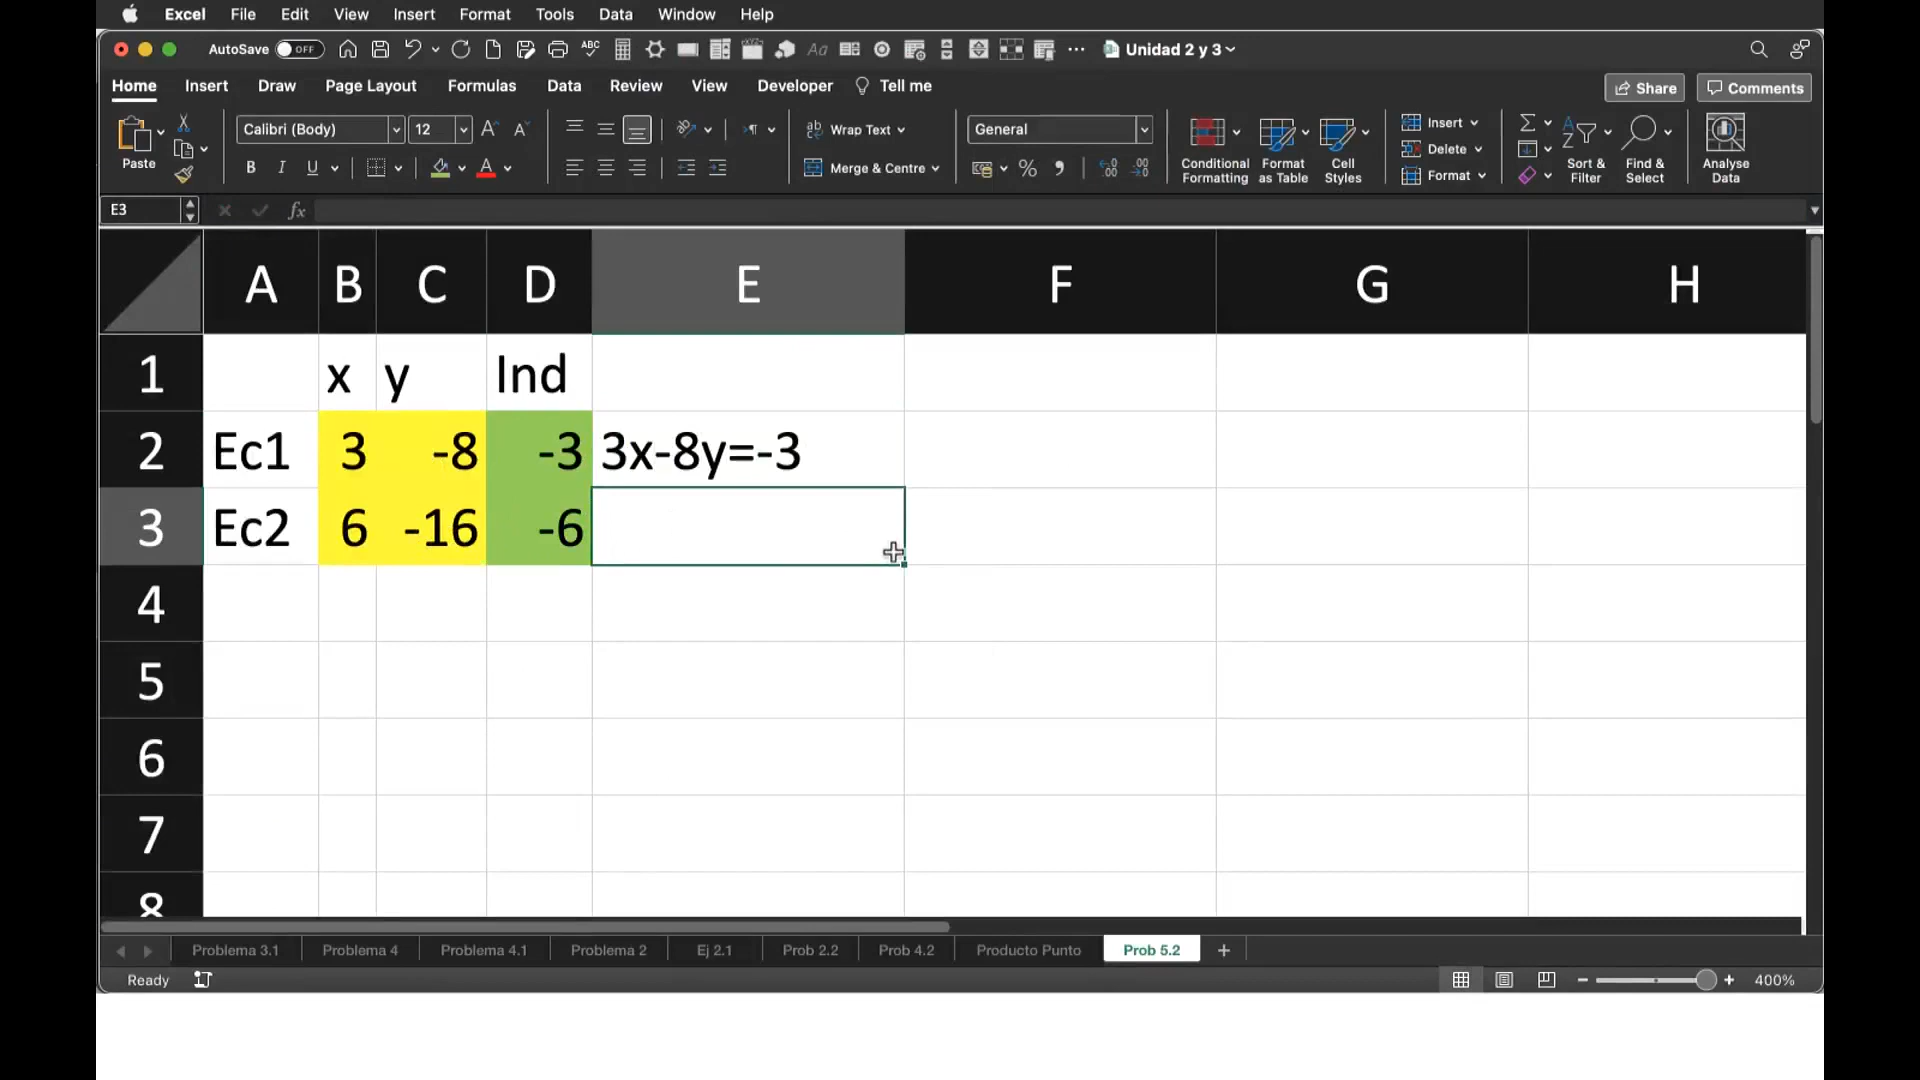 Excel File Edit View Insert Format Tools Data Window Help
AutoSave OFF ABC Aa ... Unidad 2 y 3
Home Insert Draw Page Layout Formulas Data Review View Developer Tell me Share Comments
Paste Calibri (Body) 12 A A ab Wrap Text General Conditional Formatting Format as Table Cell Styles Insert Delete Format Sort & Filter Find & Select Analyse Data
B I U A Merge & Centre % , .00 .00
E3 fx
A B C D E F G H
1 x y Ind
2 Ec1 3 -8 -3 3x-8y=-3
3 Ec2 6 -16 -6
4
5
6
7
8
Problema 3.1 Problema 4 Problema 4.1 Problema 2 Ej 2.1 Prob 2.2 Prob 4.2 Producto Punto Prob 5.2 +
Ready - + 400%